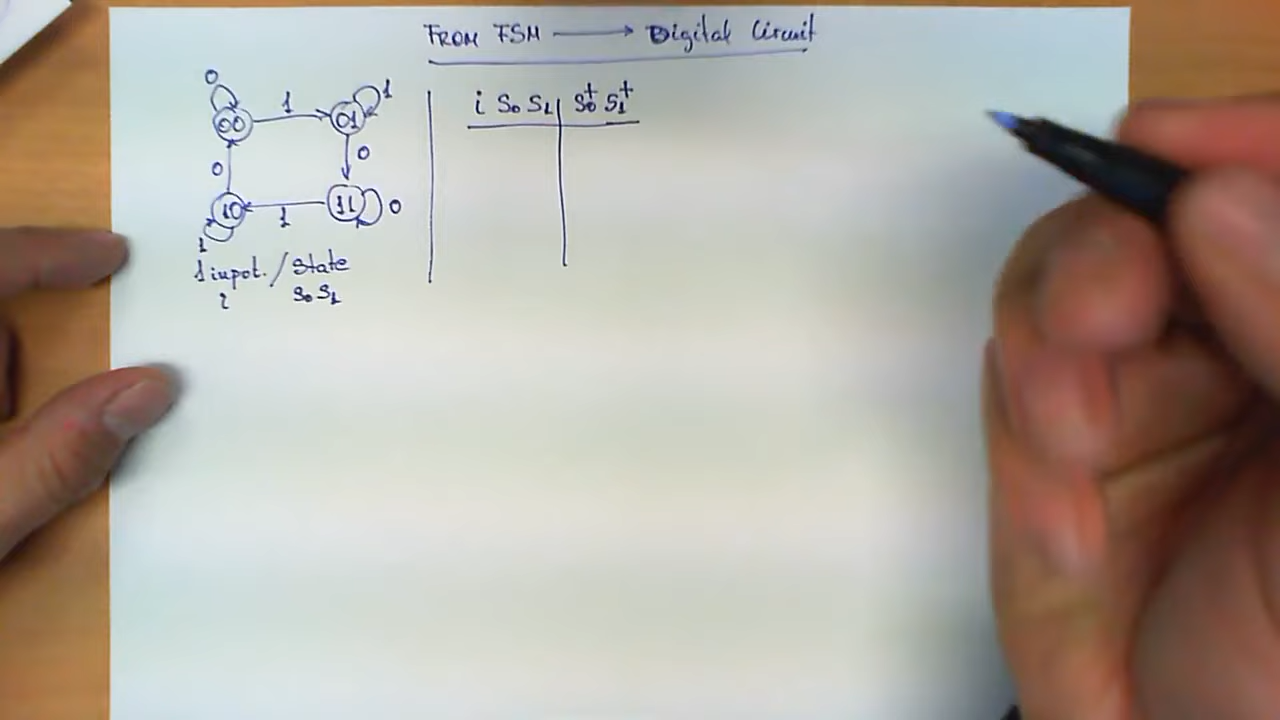 FROM FSM → Digital Circuit
0 1 1
00 01
0 0
10 1 11 0
1
1 input. / State
i S0 S1
i S0 S1 | S0+ S1+